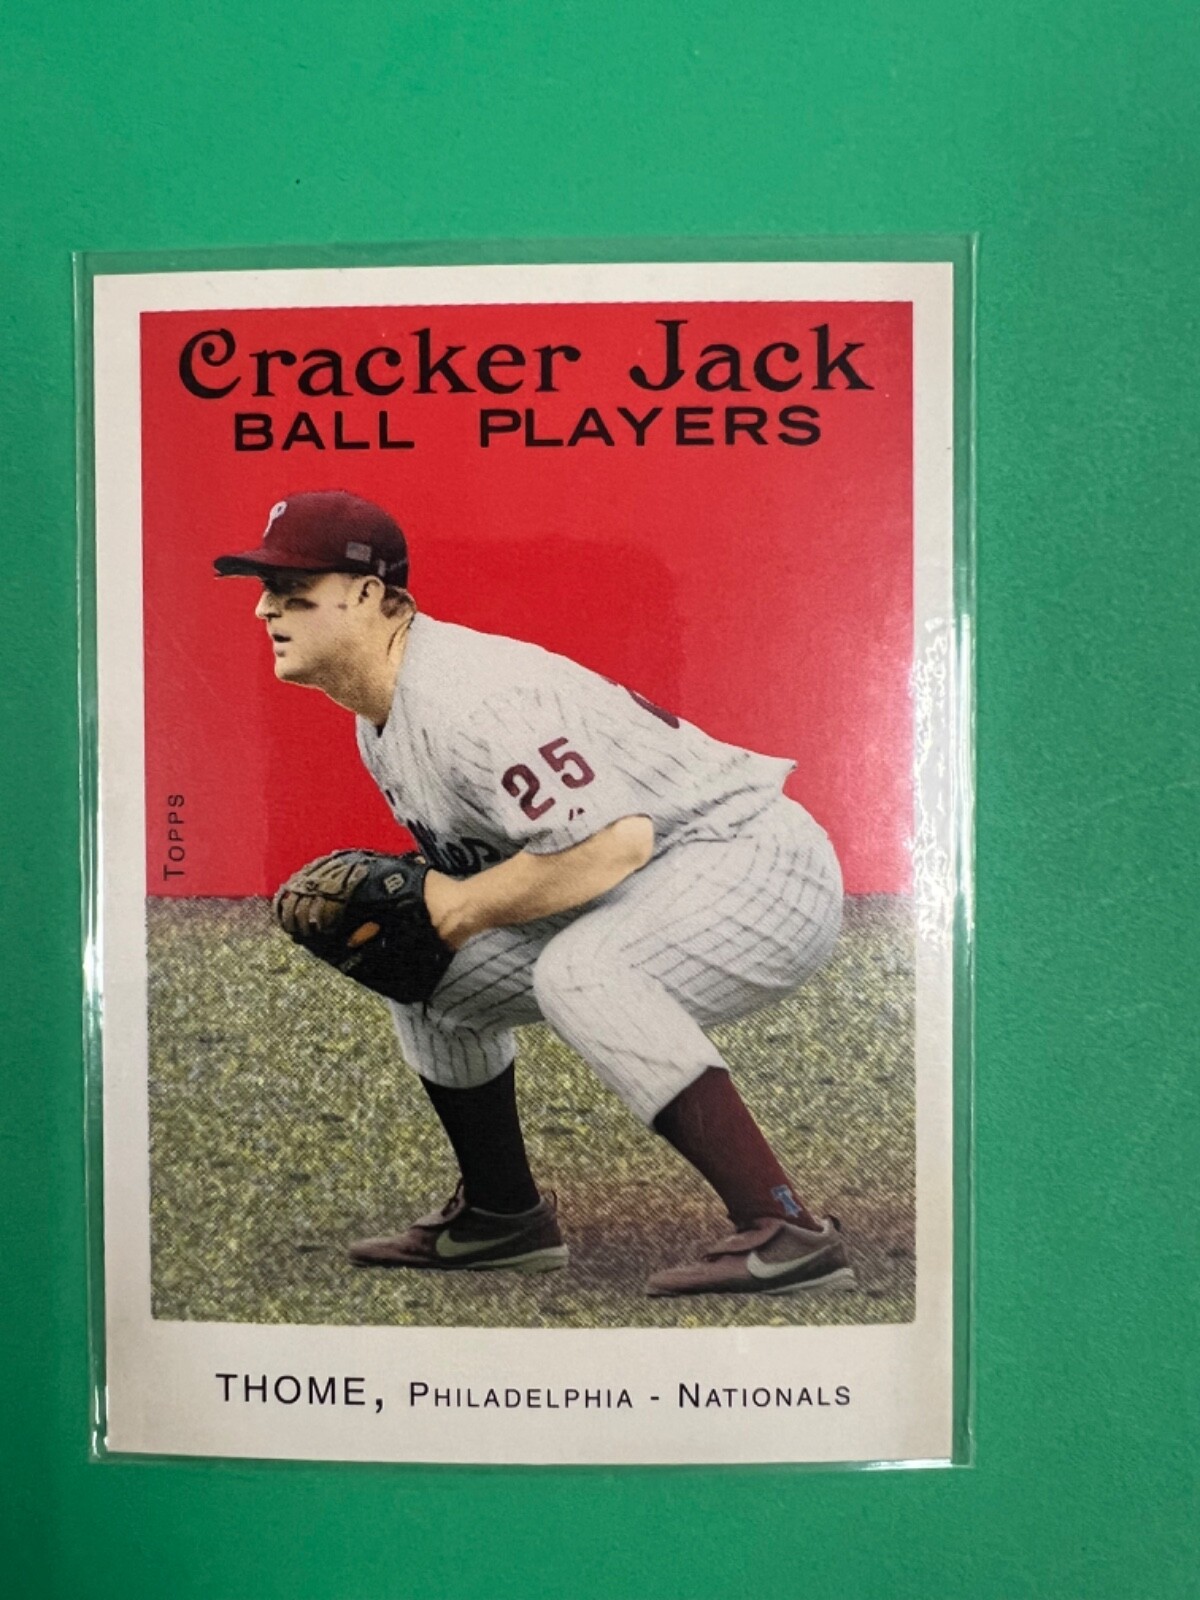 Cracker Jack
BALL PLAYERS
P
25
TOPPS
THOME, PHILADELPHIA - NATIONALS